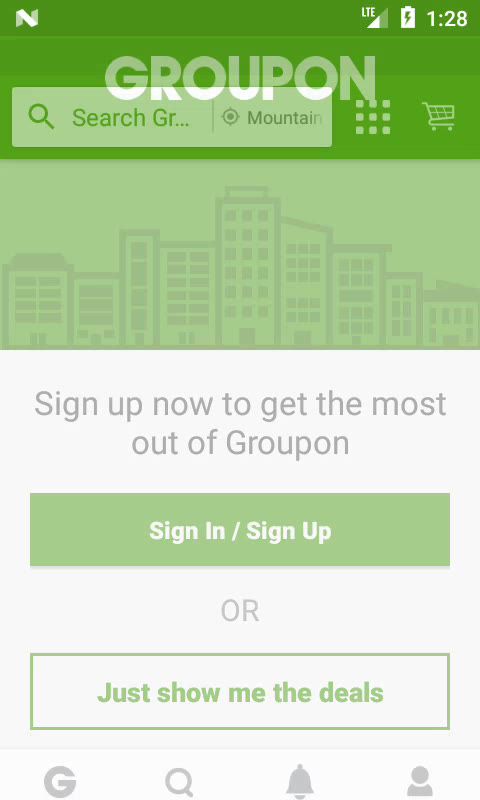 LTE 1:28
GROUPON
Search Gr... Mountain
Sign up now to get the most
out of Groupon
Sign In / Sign Up
OR
Just show me the deals
G